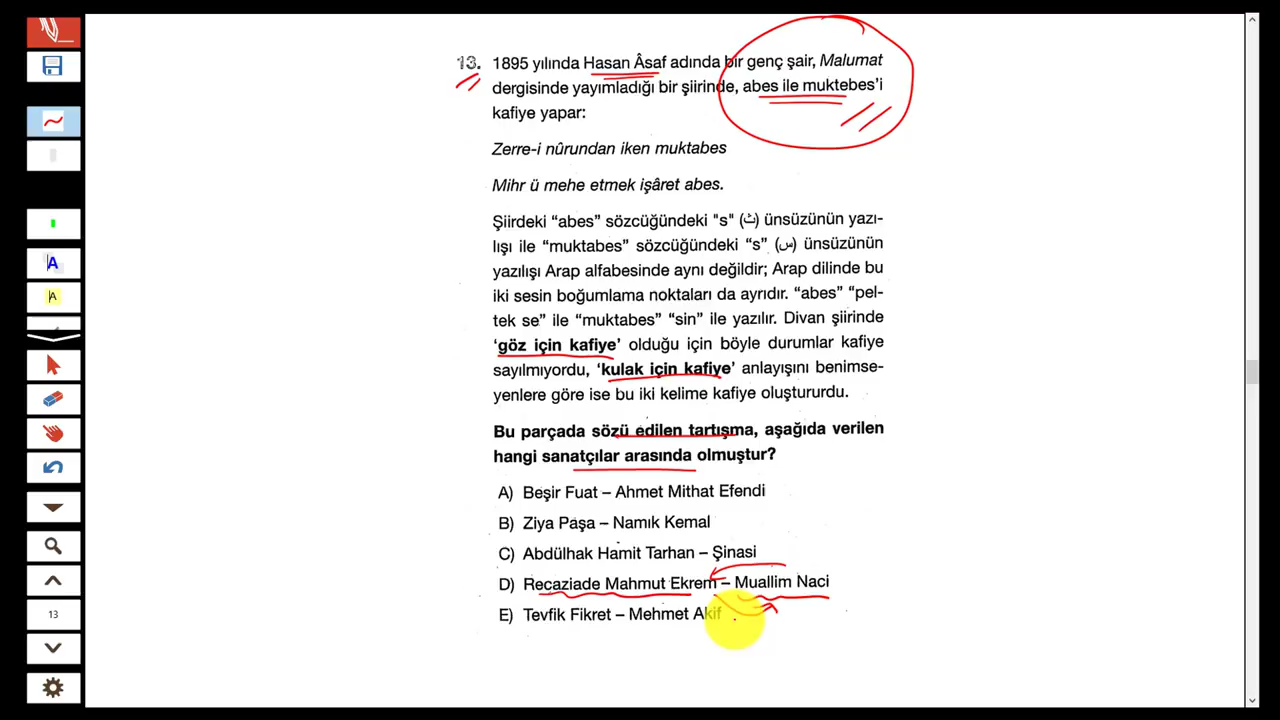 13. 1895 yılında Hasan Âsaf adında bir genç şair, Malumat
dergisinde yayımladığı bir şiirinde, abes ile muktebes’i
kafiye yapar:
Zerre-i nûrundan iken muktabes
Mihr ü mehe etmek işâret abes.
Şiirdeki “abes” sözcüğündeki "s" (ث) ünsüzünün yazı-
lışı ile “muktabes” sözcüğündeki “s” (س) ünsüzünün
yazılışı Arap alfabesinde aynı değildir; Arap dilinde bu
iki sesin boğumlama noktaları da ayrıdır. “abes” “pel-
tek se” ile “muktabes” “sin” ile yazılır. Divan şiirinde
‘göz için kafiye’ olduğu için böyle durumlar kafiye
sayılmıyordu, ‘kulak için kafiye’ anlayışını benimse-
yenlere göre ise bu iki kelime kafiye oluştururdu.
Bu parçada sözü edilen tartışma, aşağıda verilen
hangi sanatçılar arasında olmuştur?
A) Beşir Fuat – Ahmet Mithat Efendi
B) Ziya Paşa – Namık Kemal
C) Abdülhak Hamit Tarhan – Şinasi
D) Recaziade Mahmut Ekrem – Muallim Naci
E) Tevfik Fikret – Mehmet Akif
A
A
13